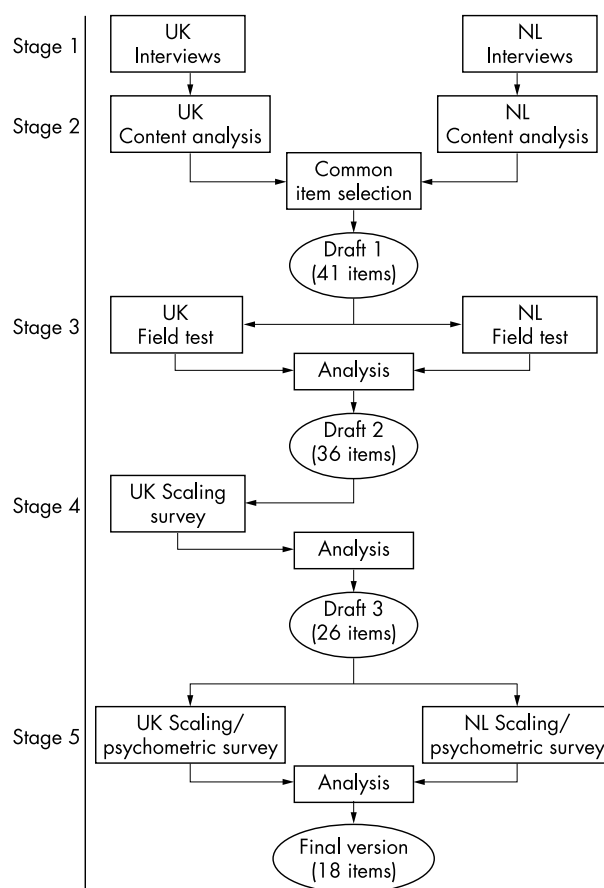 Stage 1
UK
Interviews
NL
Interviews
Stage 2
UK
Content analysis
NL
Content analysis
Common
item selection
Draft 1
(41 items)
Stage 3
UK
Field test
NL
Field test
Analysis
Draft 2
(36 items)
Stage 4
UK Scaling
survey
Analysis
Draft 3
(26 items)
Stage 5
UK Scaling/
psychometric survey
NL Scaling/
psychometric survey
Analysis
Final version
(18 items)